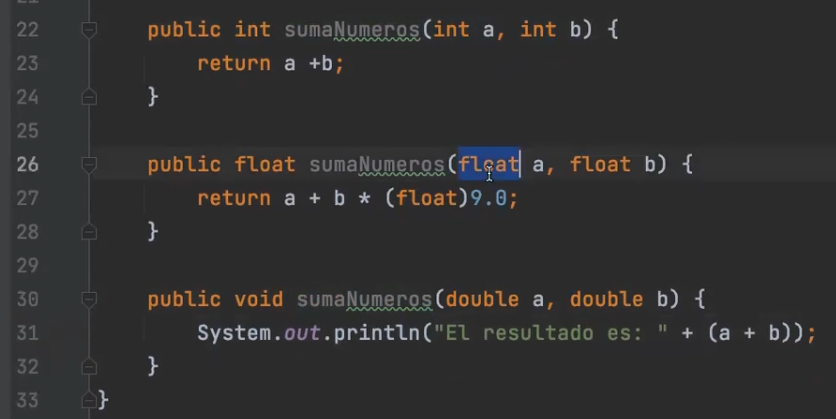 22 public int sumaNumeros(int a, int b) {
23 return a +b;
24 }
25
26 public float sumaNumeros(float a, float b) {
27 return a + b * (float)9.0;
28 }
29
30 public void sumaNumeros(double a, double b) {
31 System.out.println("El resultado es: " + (a + b));
32 }
33 }